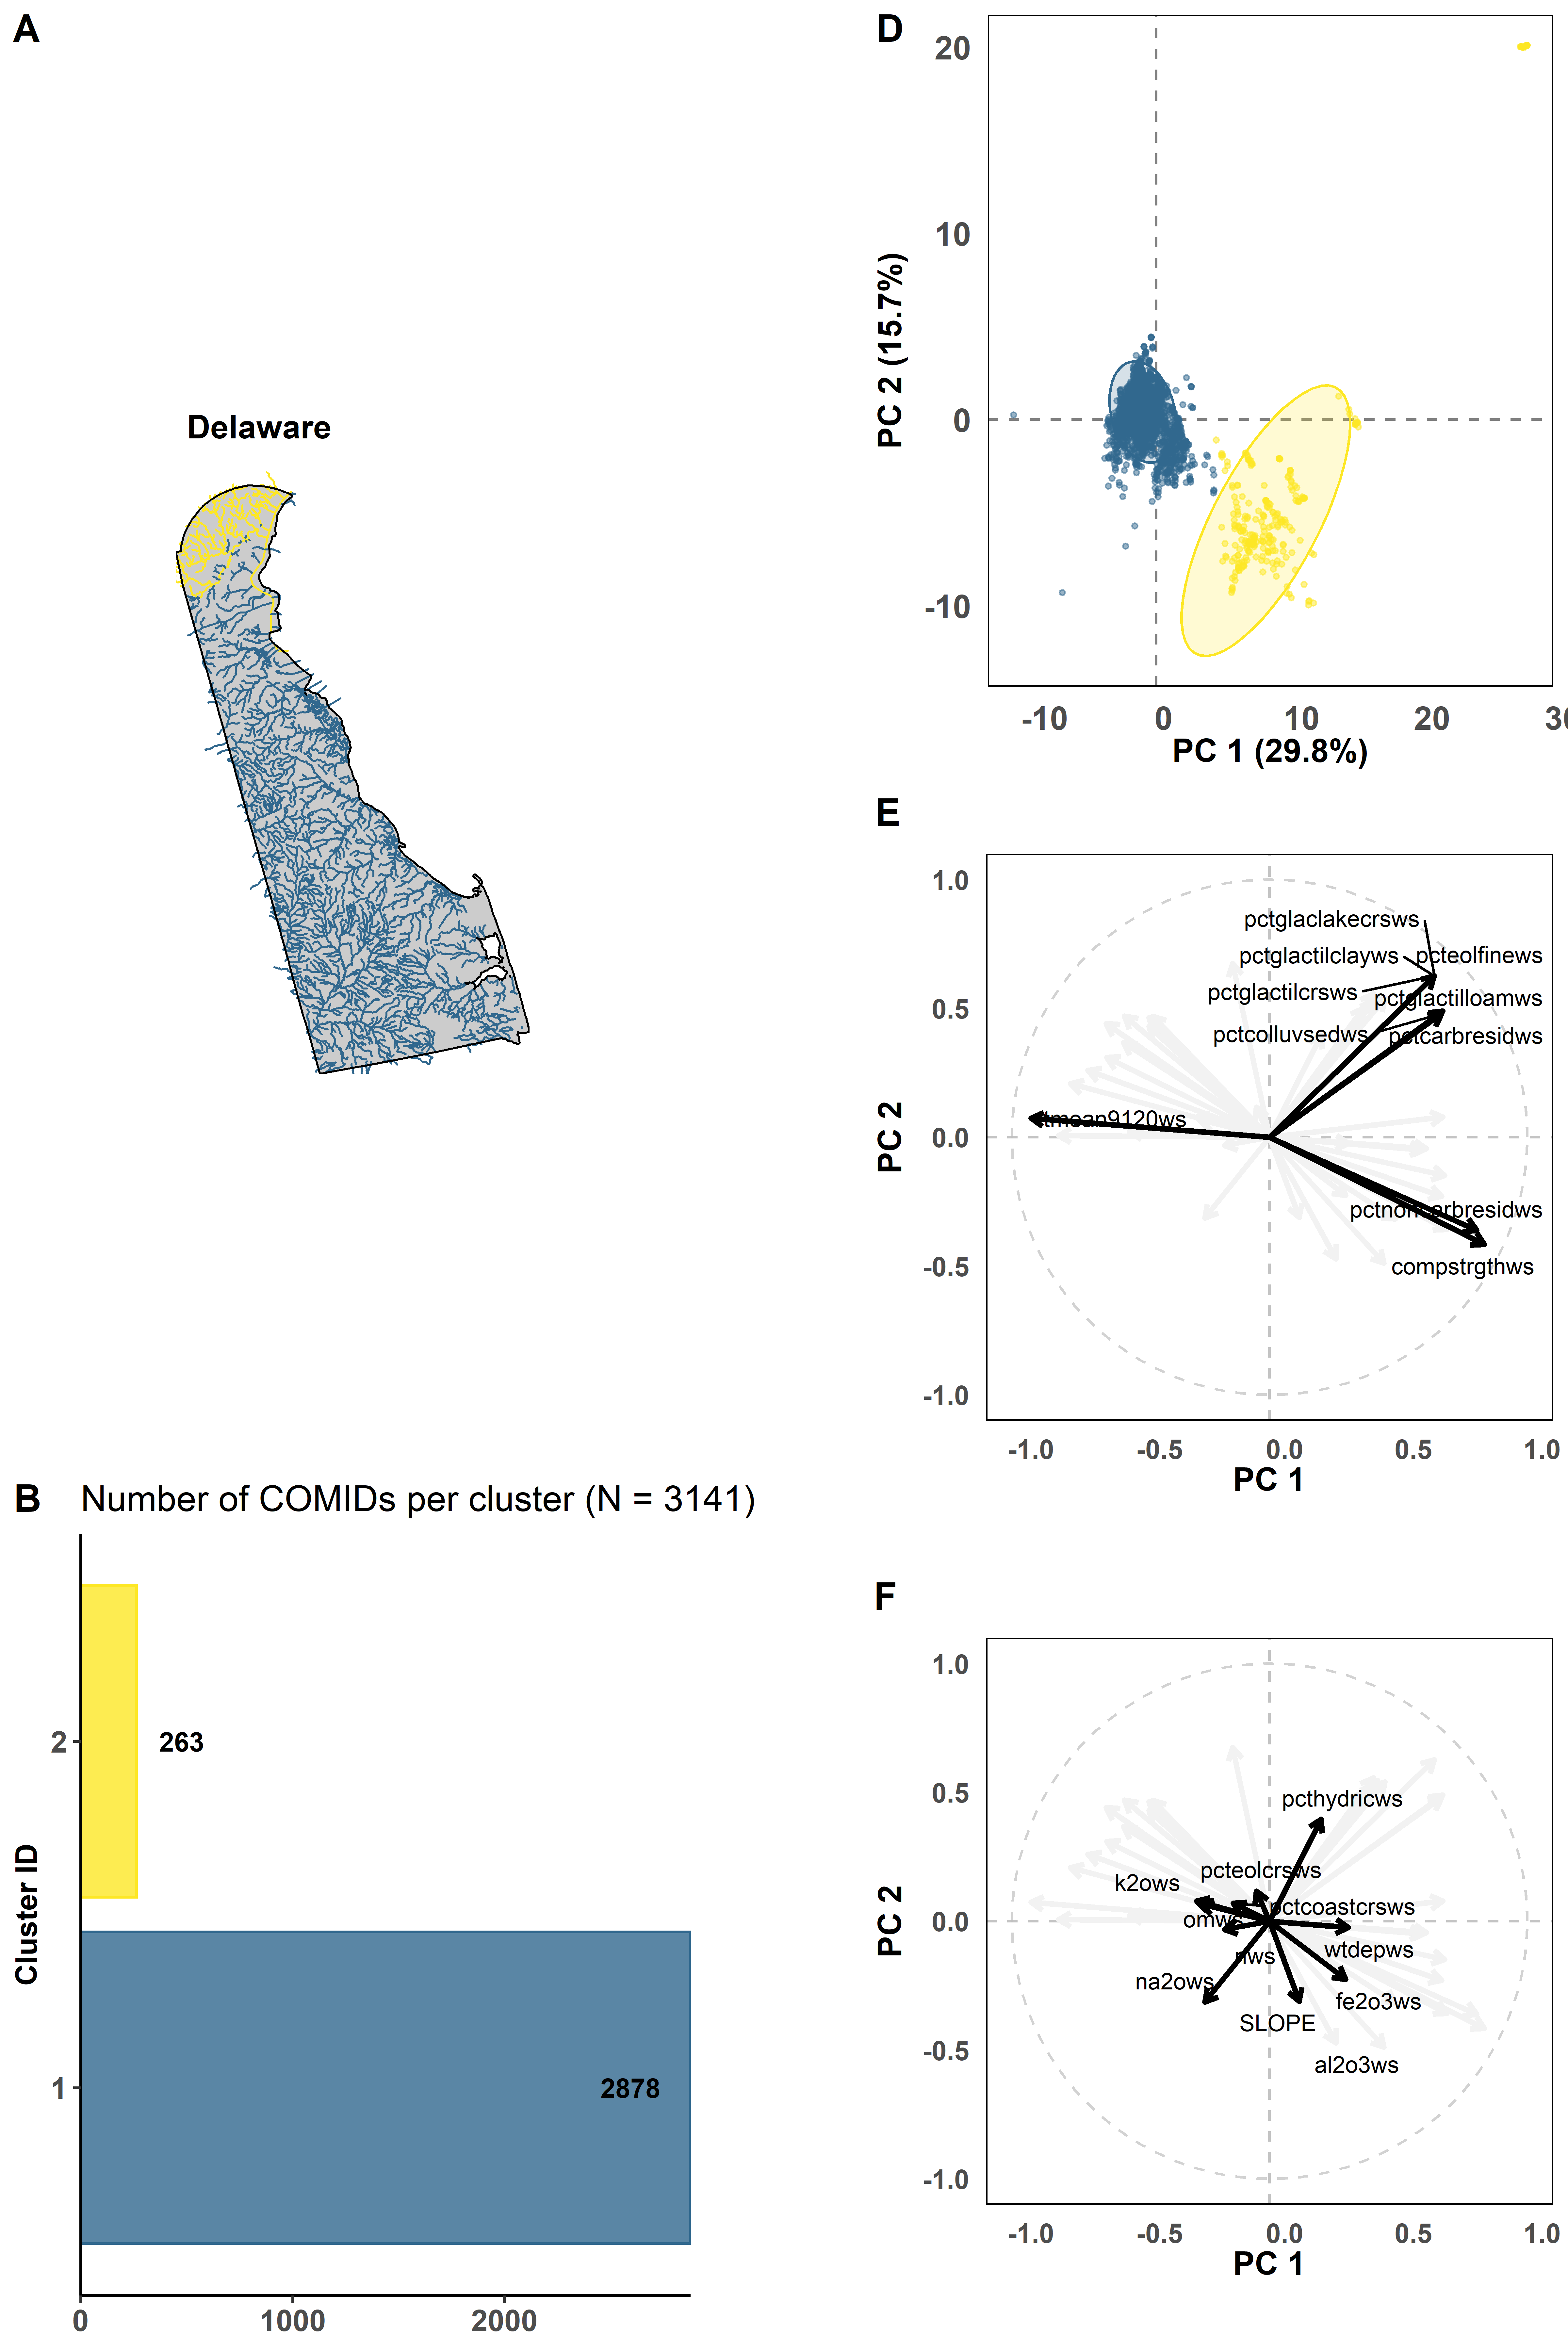 A
Delaware
B
Number of COMIDs per cluster (N = 3141)
Cluster ID
2
263
1
2878
0
1000
2000
D
PC 2 (15.7%)
20
10
0
-10
-10
0
10
20
30
PC 1 (29.8%)
E
PC 2
1.0
0.5
0.0
-0.5
-1.0
pctglaclakecrsws
pctglactilclayws
pcteolfinews
pctglactilcrsws
pctglactilloamws
pctcolluvsedws
pctcarbresidws
tmean9120ws
pctnoncarbresidws
compstrgthws
-1.0
-0.5
0.0
0.5
1.0
PC 1
F
PC 2
1.0
0.5
0.0
-0.5
-1.0
pcthydricws
pcteolcrsws
k2ows
pctcoastcrsws
omws
wtdepws
nws
na2ows
fe2o3ws
SLOPE
al2o3ws
-1.0
-0.5
0.0
0.5
1.0
PC 1